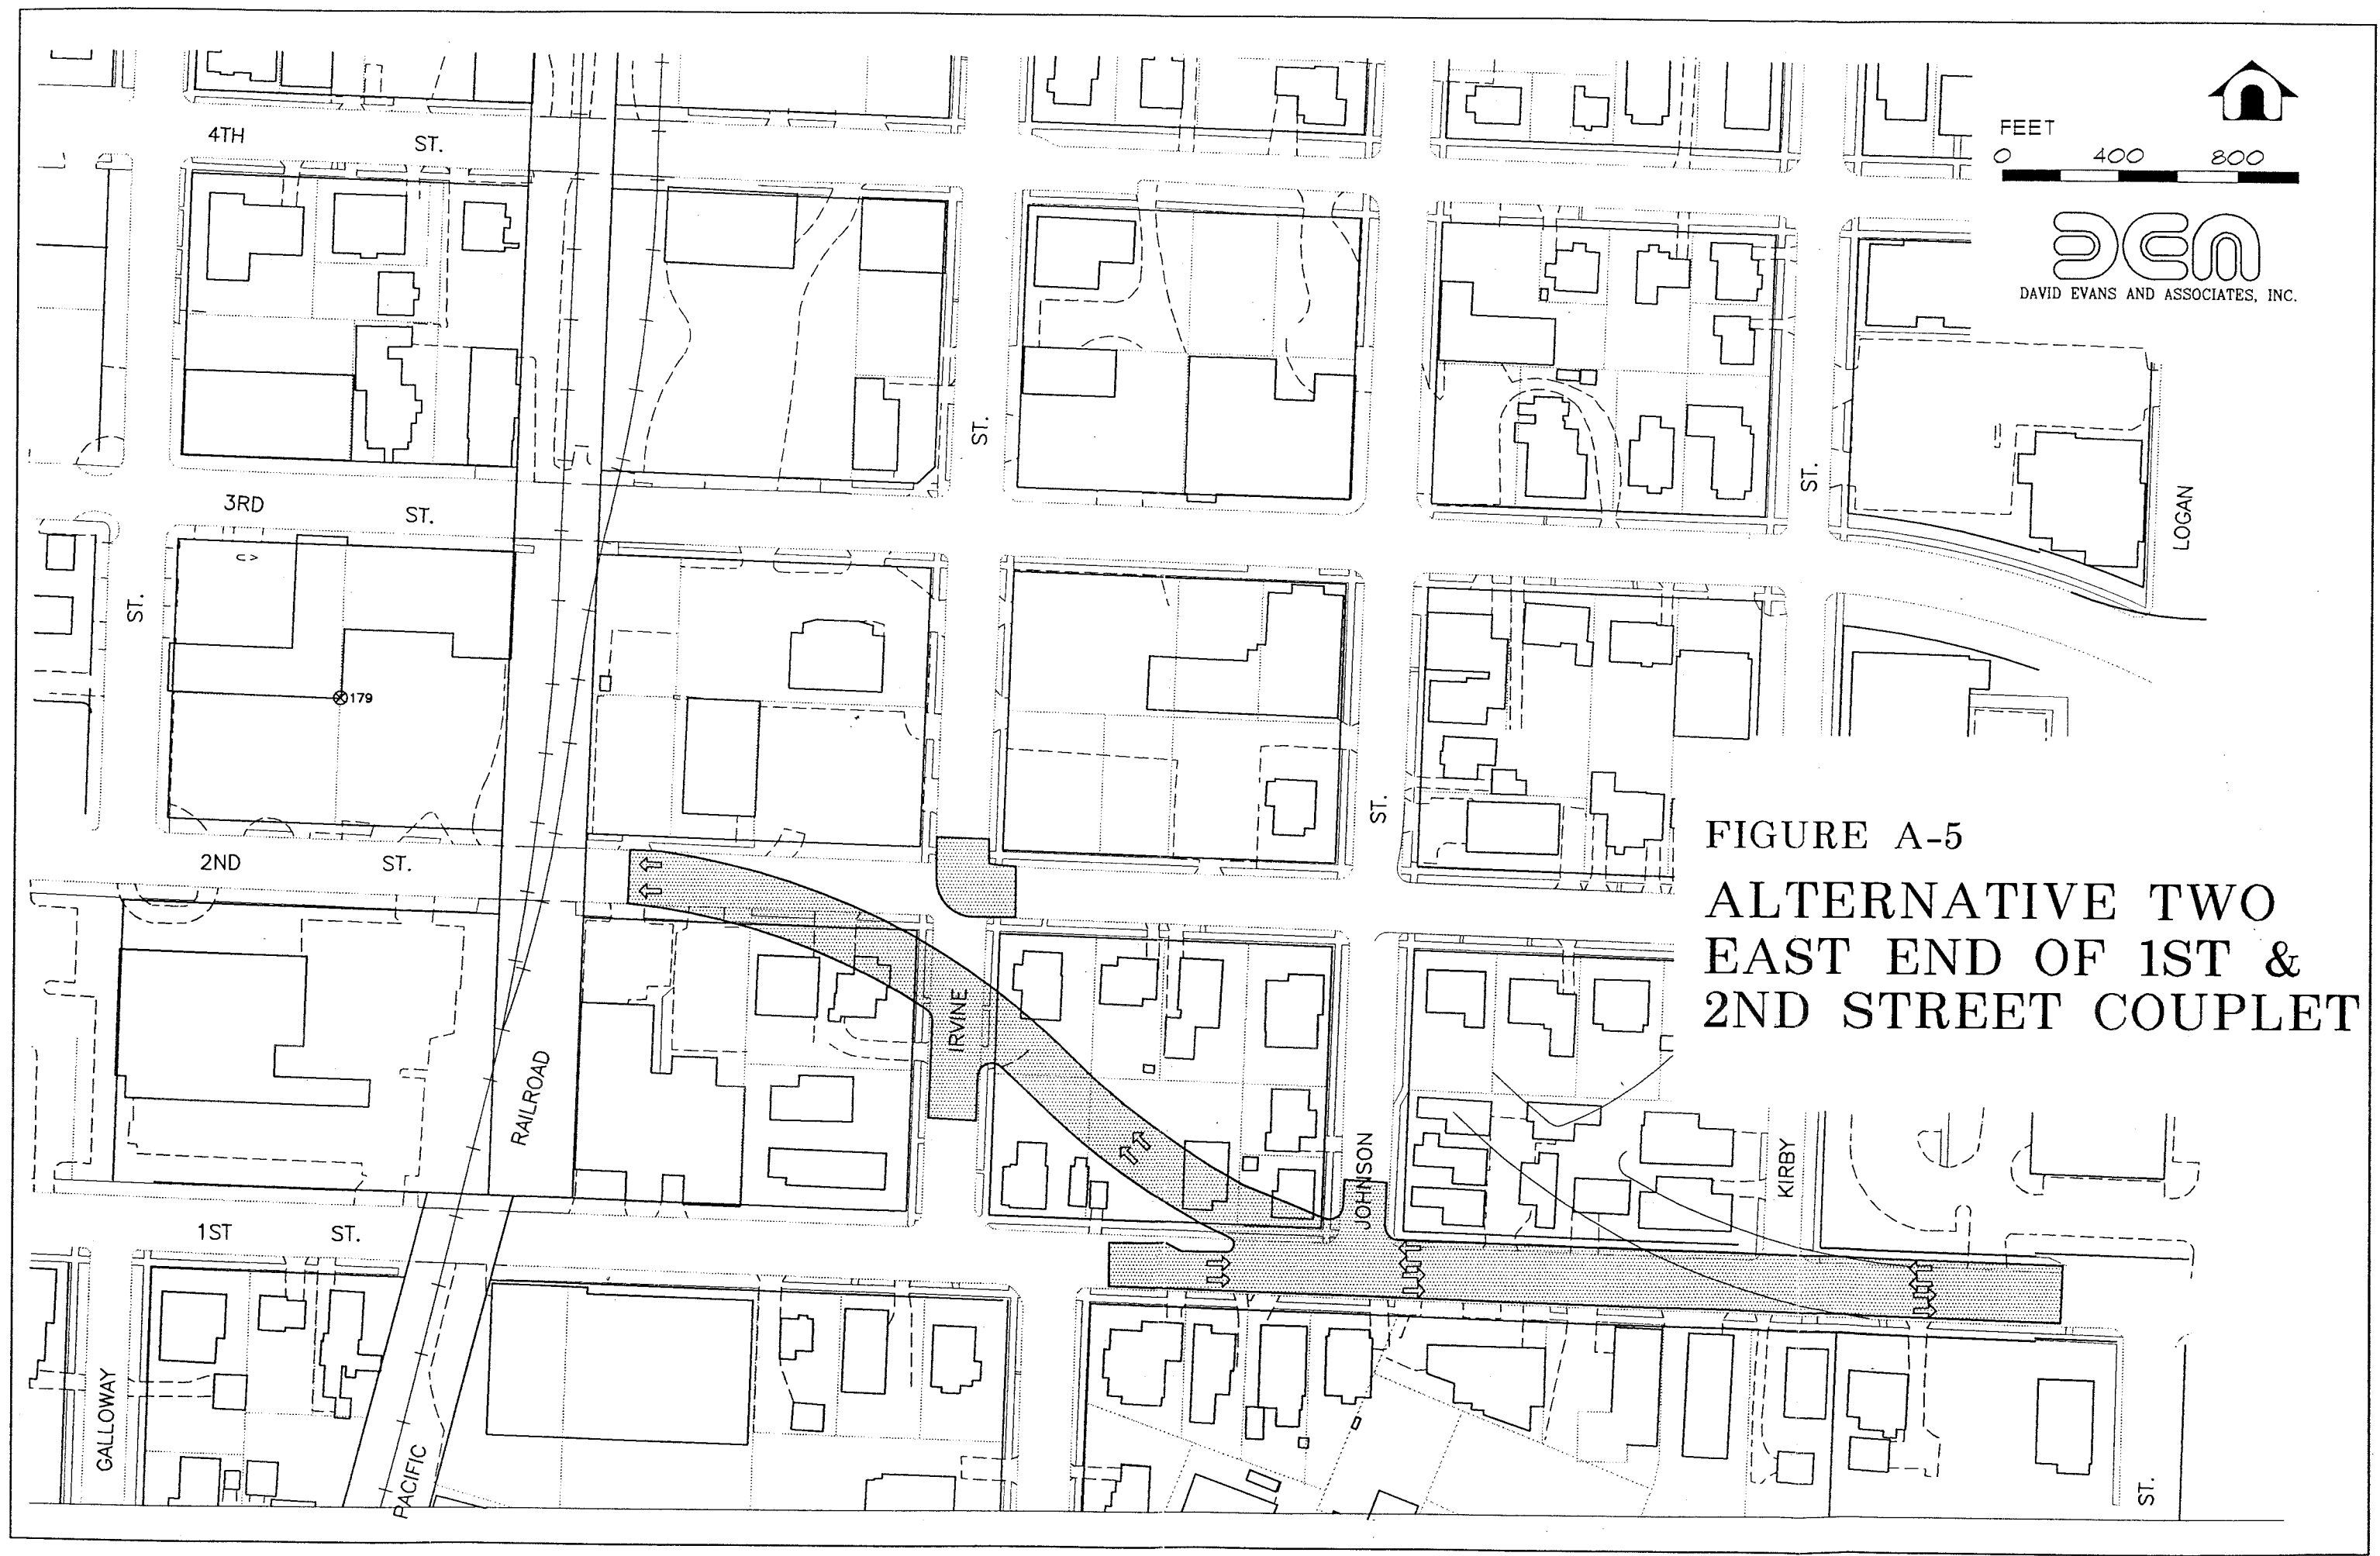 4TH ST.
FEET
0 400 800
DEA
DAVID EVANS AND ASSOCIATES, INC.
ST.
ST.
LOGAN
3RD ST.
ST.
179
ST.
FIGURE A-5
ALTERNATIVE TWO
EAST END OF 1ST &
2ND STREET COUPLET
2ND ST.
IRVINE
RAILROAD
JOHNSON
KIRBY
1ST ST.
GALLOWAY
PACIFIC
ST.